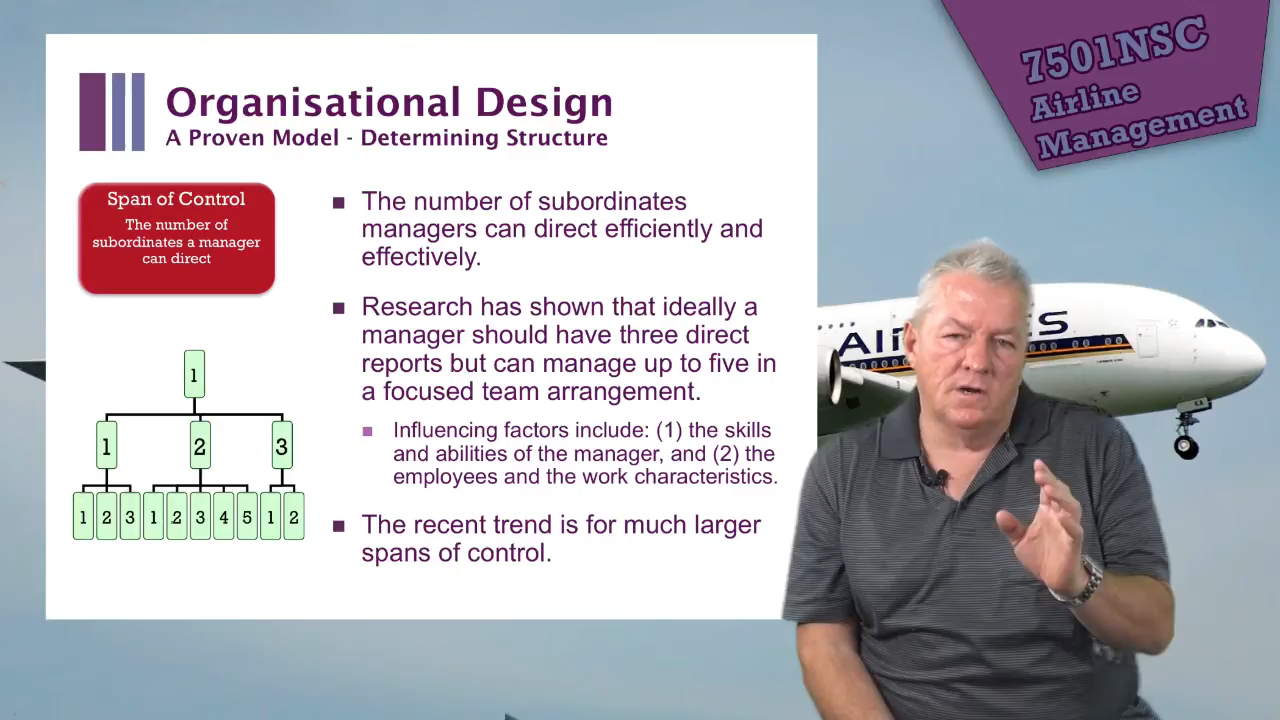 7501NSC
Airline
Management
Organisational Design
A Proven Model - Determining Structure
Span of Control
The number of
subordinates a manager
can direct
■ The number of subordinates
managers can direct efficiently and
effectively.
■ Research has shown that ideally a
manager should have three direct
reports but can manage up to five in
a focused team arrangement.
■ Influencing factors include: (1) the skills
and abilities of the manager, and (2) the
employees and the work characteristics.
■ The recent trend is for much larger
spans of control.
1
1 2 3
1 2 3 1 2 3 4 5 1 2